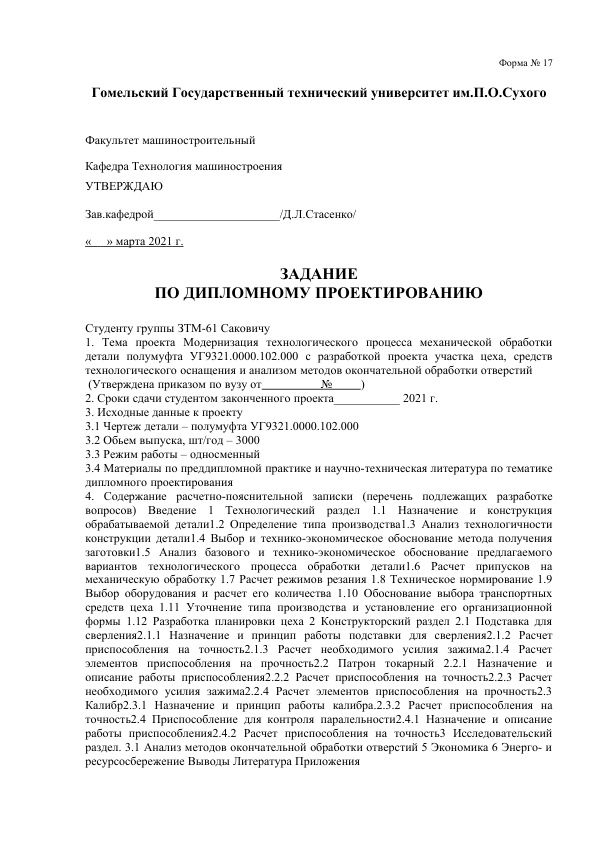 Форма № 17
Гомельский Государственный технический университет им.П.О.Сухого
Факультет машиностроительный
Кафедра Технология машиностроения
УТВЕРЖДАЮ
Зав.кафедрой_____________________/Д.Л.Стасенко/
«     » марта 2021 г.
ЗАДАНИЕ
ПО ДИПЛОМНОМУ ПРОЕКТИРОВАНИЮ
Студенту группы ЗТМ-61 Саковичу
1. Тема проекта Модернизация технологического процесса механической обработки
детали полумуфта УГ9321.0000.102.000 с разработкой проекта участка цеха, средств
технологического оснащения и анализом методов окончательной обработки отверстий
(Утверждена приказом по вузу от__________№_____)
2. Сроки сдачи студентом законченного проекта___________ 2021 г.
3. Исходные данные к проекту
3.1 Чертеж детали – полумуфта УГ9321.0000.102.000
3.2 Обьем выпуска, шт/год – 3000
3.3 Режим работы – односменный
3.4 Материалы по преддипломной практике и научно-техническая литература по тематике
дипломного проектирования
4. Содержание расчетно-пояснительной записки (перечень подлежащих разработке
вопросов) Введение 1 Технологический раздел 1.1 Назначение и конструкция
обрабатываемой детали1.2 Определение типа производства1.3 Анализ технологичности
конструкции детали1.4 Выбор и технико-экономическое обоснование метода получения
заготовки1.5 Анализ базового и технико-экономическое обоснование предлагаемого
вариантов технологического процесса обработки детали1.6 Расчет припусков на
механическую обработку 1.7 Расчет режимов резания 1.8 Техническое нормирование 1.9
Выбор оборудования и расчет его количества 1.10 Обоснование выбора транспортных
средств цеха 1.11 Уточнение типа производства и установление его организационной
формы 1.12 Разработка планировки цеха 2 Конструкторский раздел 2.1 Подставка для
сверления2.1.1 Назначение и принцип работы подставки для сверления2.1.2 Расчет
приспособления на точность2.1.3 Расчет необходимого усилия зажима2.1.4 Расчет
элементов приспособления на прочность2.2 Патрон токарный 2.2.1 Назначение и
описание работы приспособления2.2.2 Расчет приспособления на точность2.2.3 Расчет
необходимого усилия зажима2.2.4 Расчет элементов приспособления на прочность2.3
Калибр2.3.1 Назначение и принцип работы калибра.2.3.2 Расчет приспособления на
точность2.4 Приспособление для контроля паралельности2.4.1 Назначение и описание
работы приспособления2.4.2 Расчет приспособления на точность3 Исследовательский
раздел. 3.1 Анализ методов окончательной обработки отверстий 5 Экономика 6 Энерго- и
ресурсосбережение Выводы Литература Приложения